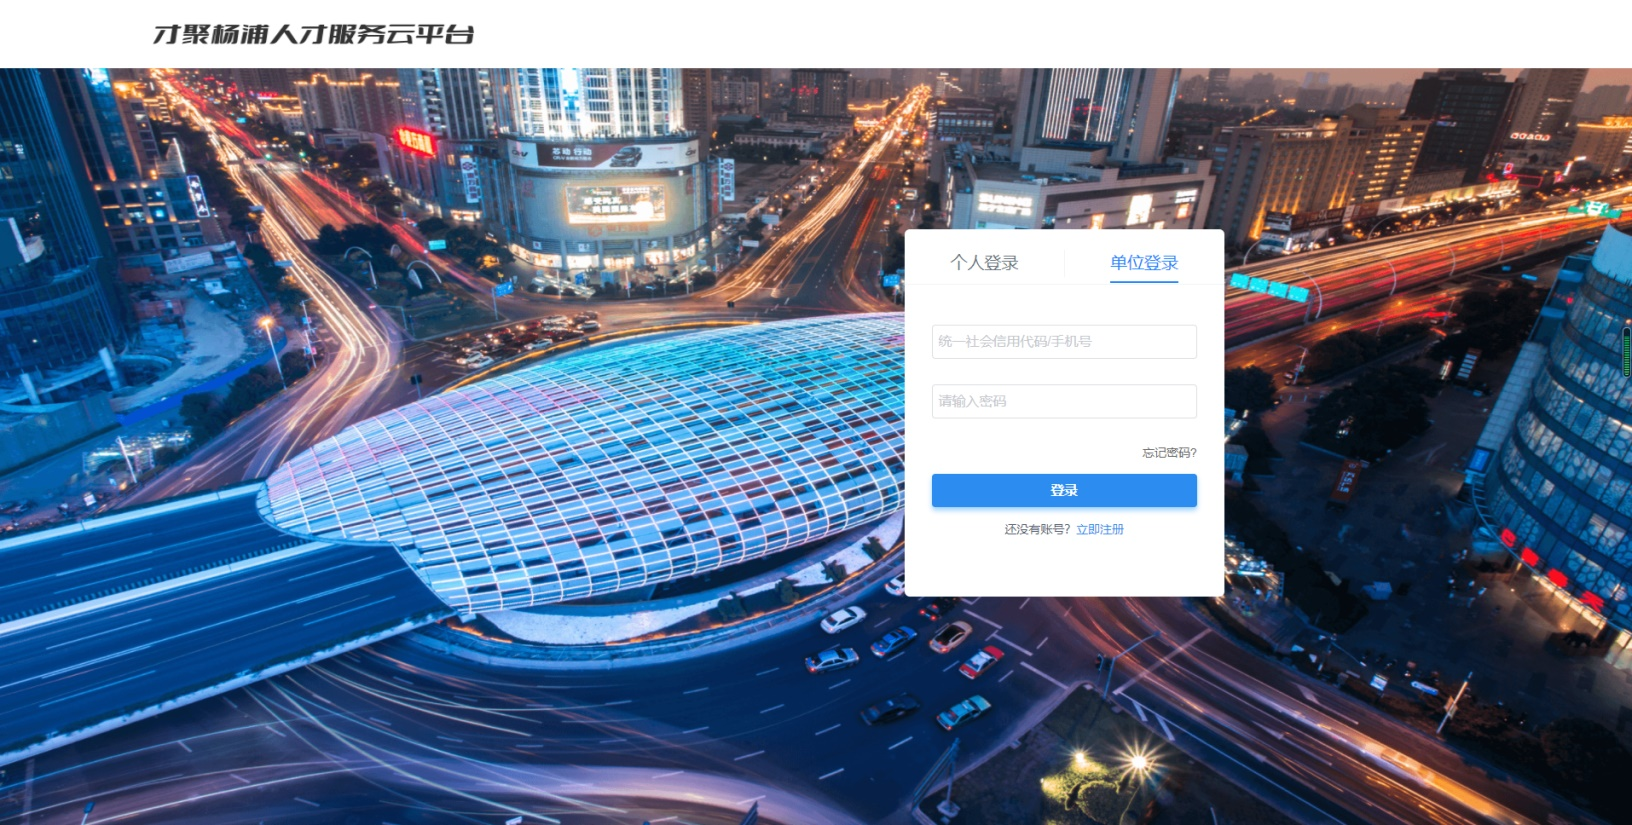 才聚杨浦人才服务云平台
个人登录
单位登录
统一社会信用代码/手机号
请输入密码
忘记密码?
登录
还没有账号? 立即注册